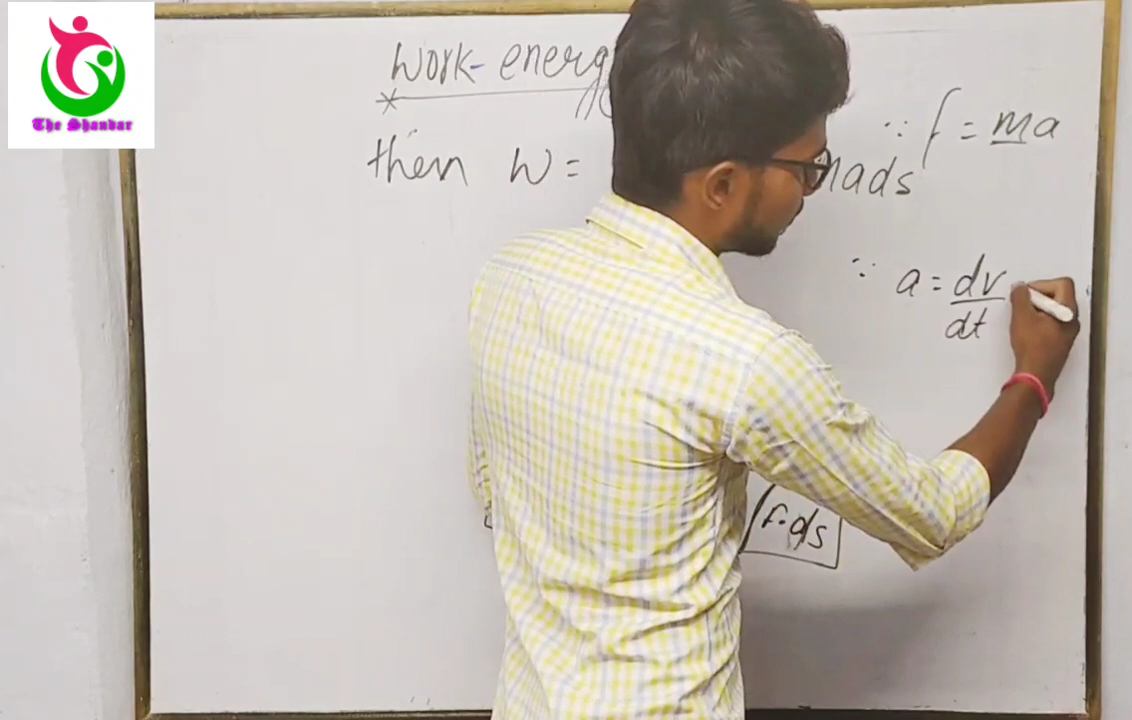 The Shandar
Work-energ
∵ f = ma
then W = mads
∵ a = dv
dt
F.ds